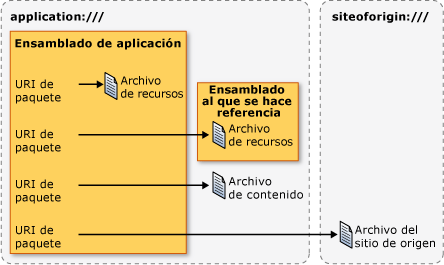 application:///
siteoforigin:///
Ensamblado de aplicación
URI de
paquete
Archivo
de recursos
Ensamblado
al que se hace
referencia
URI de
paquete
Archivo
de recursos
URI de
paquete
Archivo
de contenido
URI de
paquete
Archivo del
sitio de origen